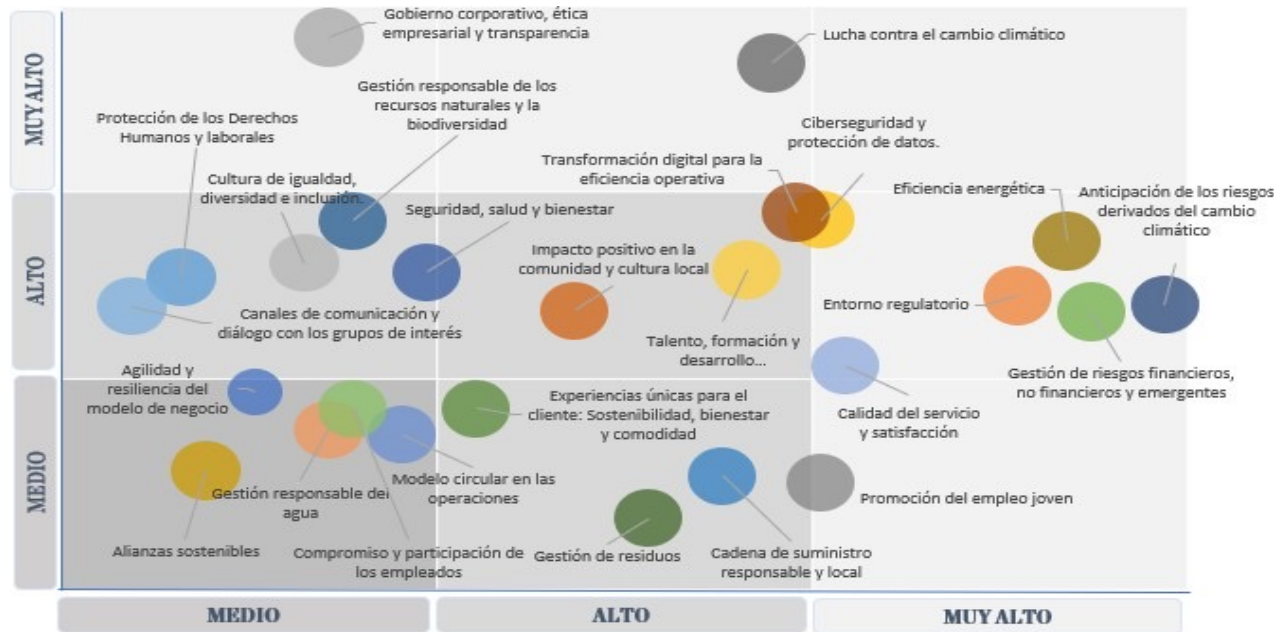 MUY ALTO
ALTO
MEDIO
Gobierno corporativo, ética
empresarial y transparencia
Lucha contra el cambio climático
Gestión responsable de los
recursos naturales y la
biodiversidad
Protección de los Derechos
Humanos y laborales
Ciberseguridad y
protección de datos.
Transformación digital para la
eficiencia operativa
Cultura de igualdad,
diversidad e inclusión.
Eficiencia energética
Anticipación de los riesgos
derivados del cambio
climático
Seguridad, salud y bienestar
Impacto positivo en la
comunidad y cultura local
Entorno regulatorio
Canales de comunicación y
diálogo con los grupos de interés
Talento, formación y
desarrollo...
Gestión de riesgos financieros,
no financieros y emergentes
Agilidad y
resiliencia del
modelo de negocio
Experiencias únicas para el
cliente: Sostenibilidad, bienestar
y comodidad
Calidad del servicio
y satisfacción
Modelo circular en las
operaciones
Gestión responsable del
agua
Promoción del empleo joven
Alianzas sostenibles
Compromiso y participación de
los empleados
Gestión de residuos
Cadena de suministro
responsable y local
MEDIO
ALTO
MUY ALTO